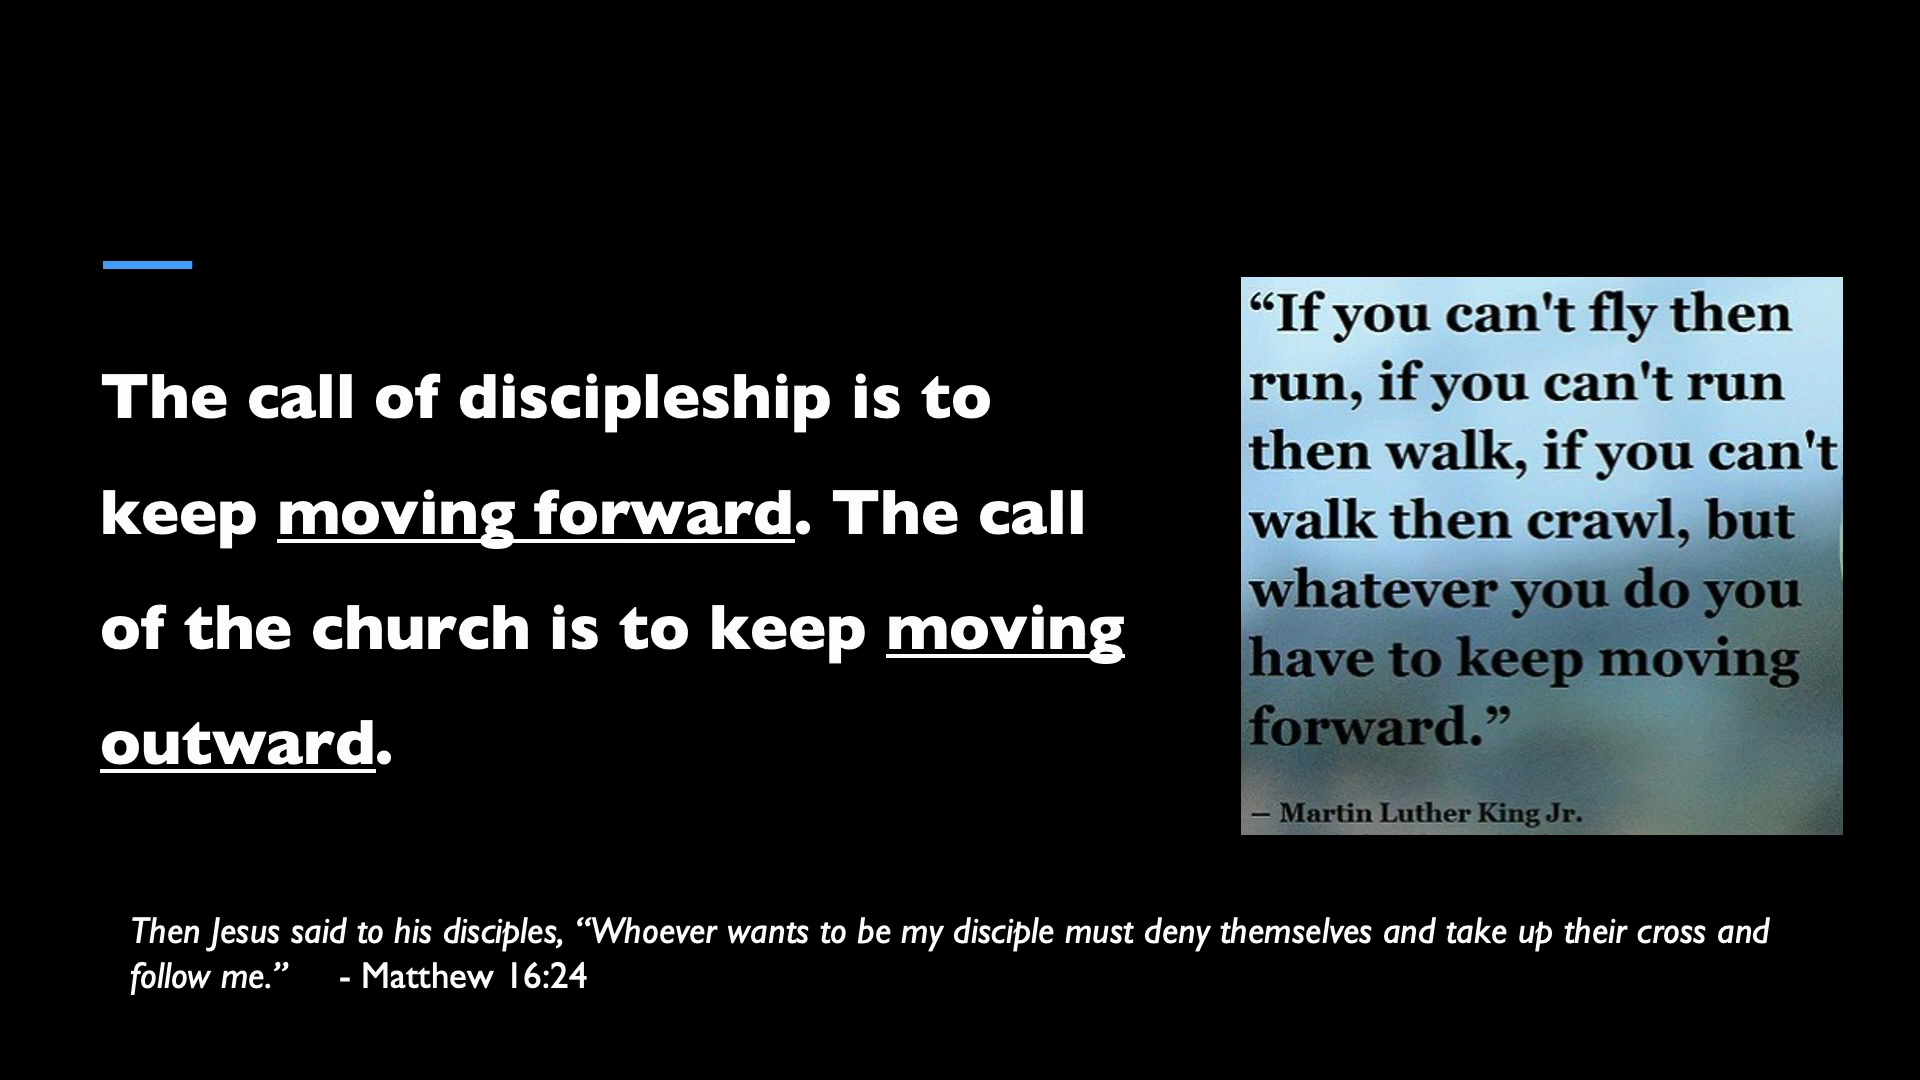 The call of discipleship is to
keep moving forward. The call
of the church is to keep moving
outward.
“If you can't fly then
run, if you can't run
then walk, if you can't
walk then crawl, but
whatever you do you
have to keep moving
forward.”
– Martin Luther King Jr.
Then Jesus said to his disciples, “Whoever wants to be my disciple must deny themselves and take up their cross and
follow me.” - Matthew 16:24